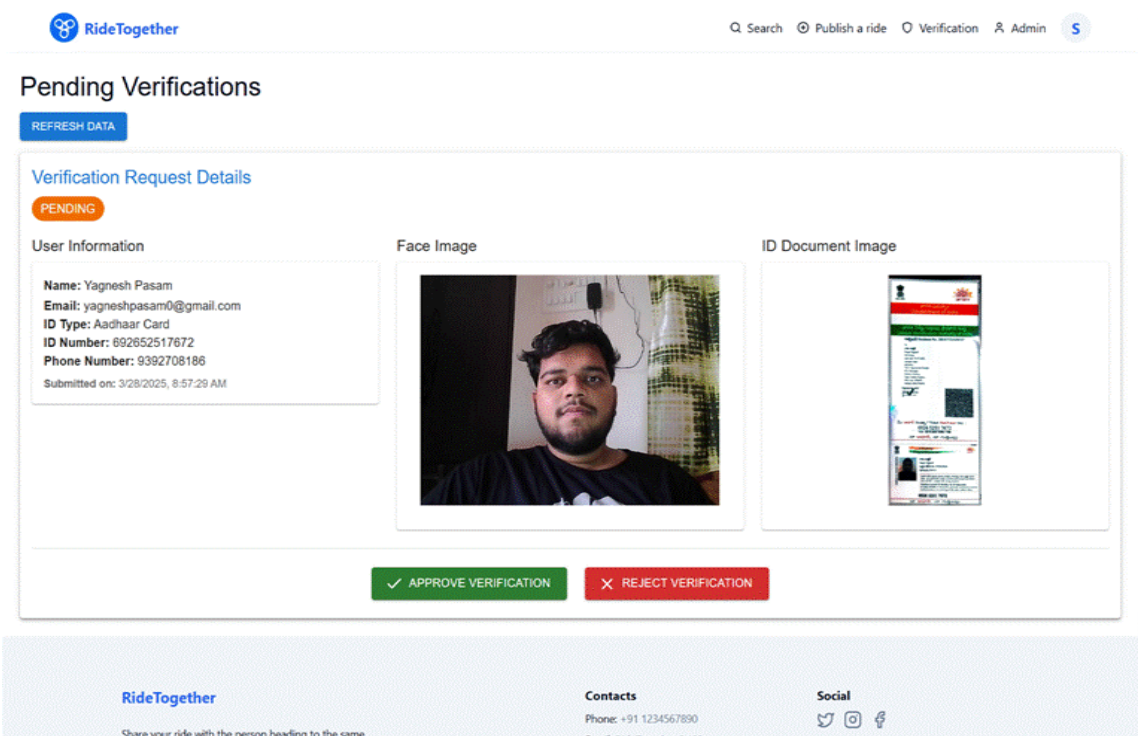 RideTogether
Search
Publish a ride
Verification
Admin
S
Pending Verifications
REFRESH DATA
Verification Request Details
PENDING
User Information
Face Image
ID Document Image
Name: Yagnesh Pasam
Email: yagneshpasam0@gmail.com
ID Type: Aadhaar Card
ID Number: 692652517672
Phone Number: 9392708186
Submitted on: 3/28/2025, 8:57:29 AM
APPROVE VERIFICATION
REJECT VERIFICATION
RideTogether
Contacts
Social
Phone: +91 1234567890
Share your ride with the person heading to the same